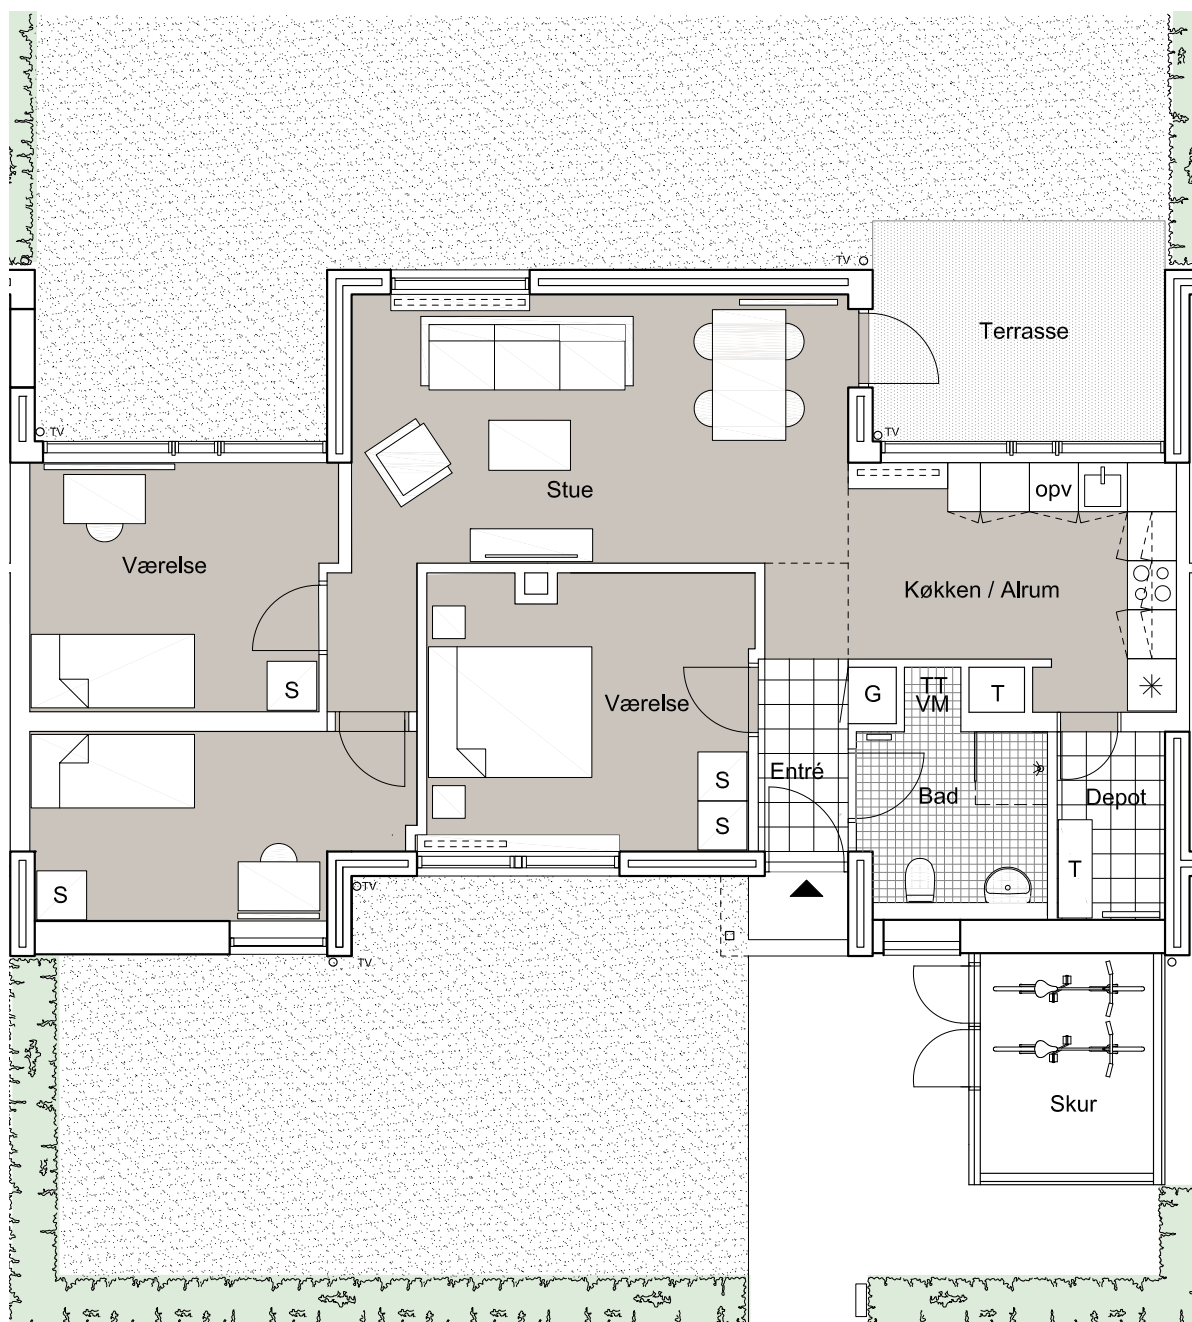 TV
Terrasse
TV
TV
Stue
opv
Værelse
Køkken / Alrum
S
Værelse
G
TT
VM
T
S
Entré
Bad
Depot
S
T
S
TV
TV
Skur